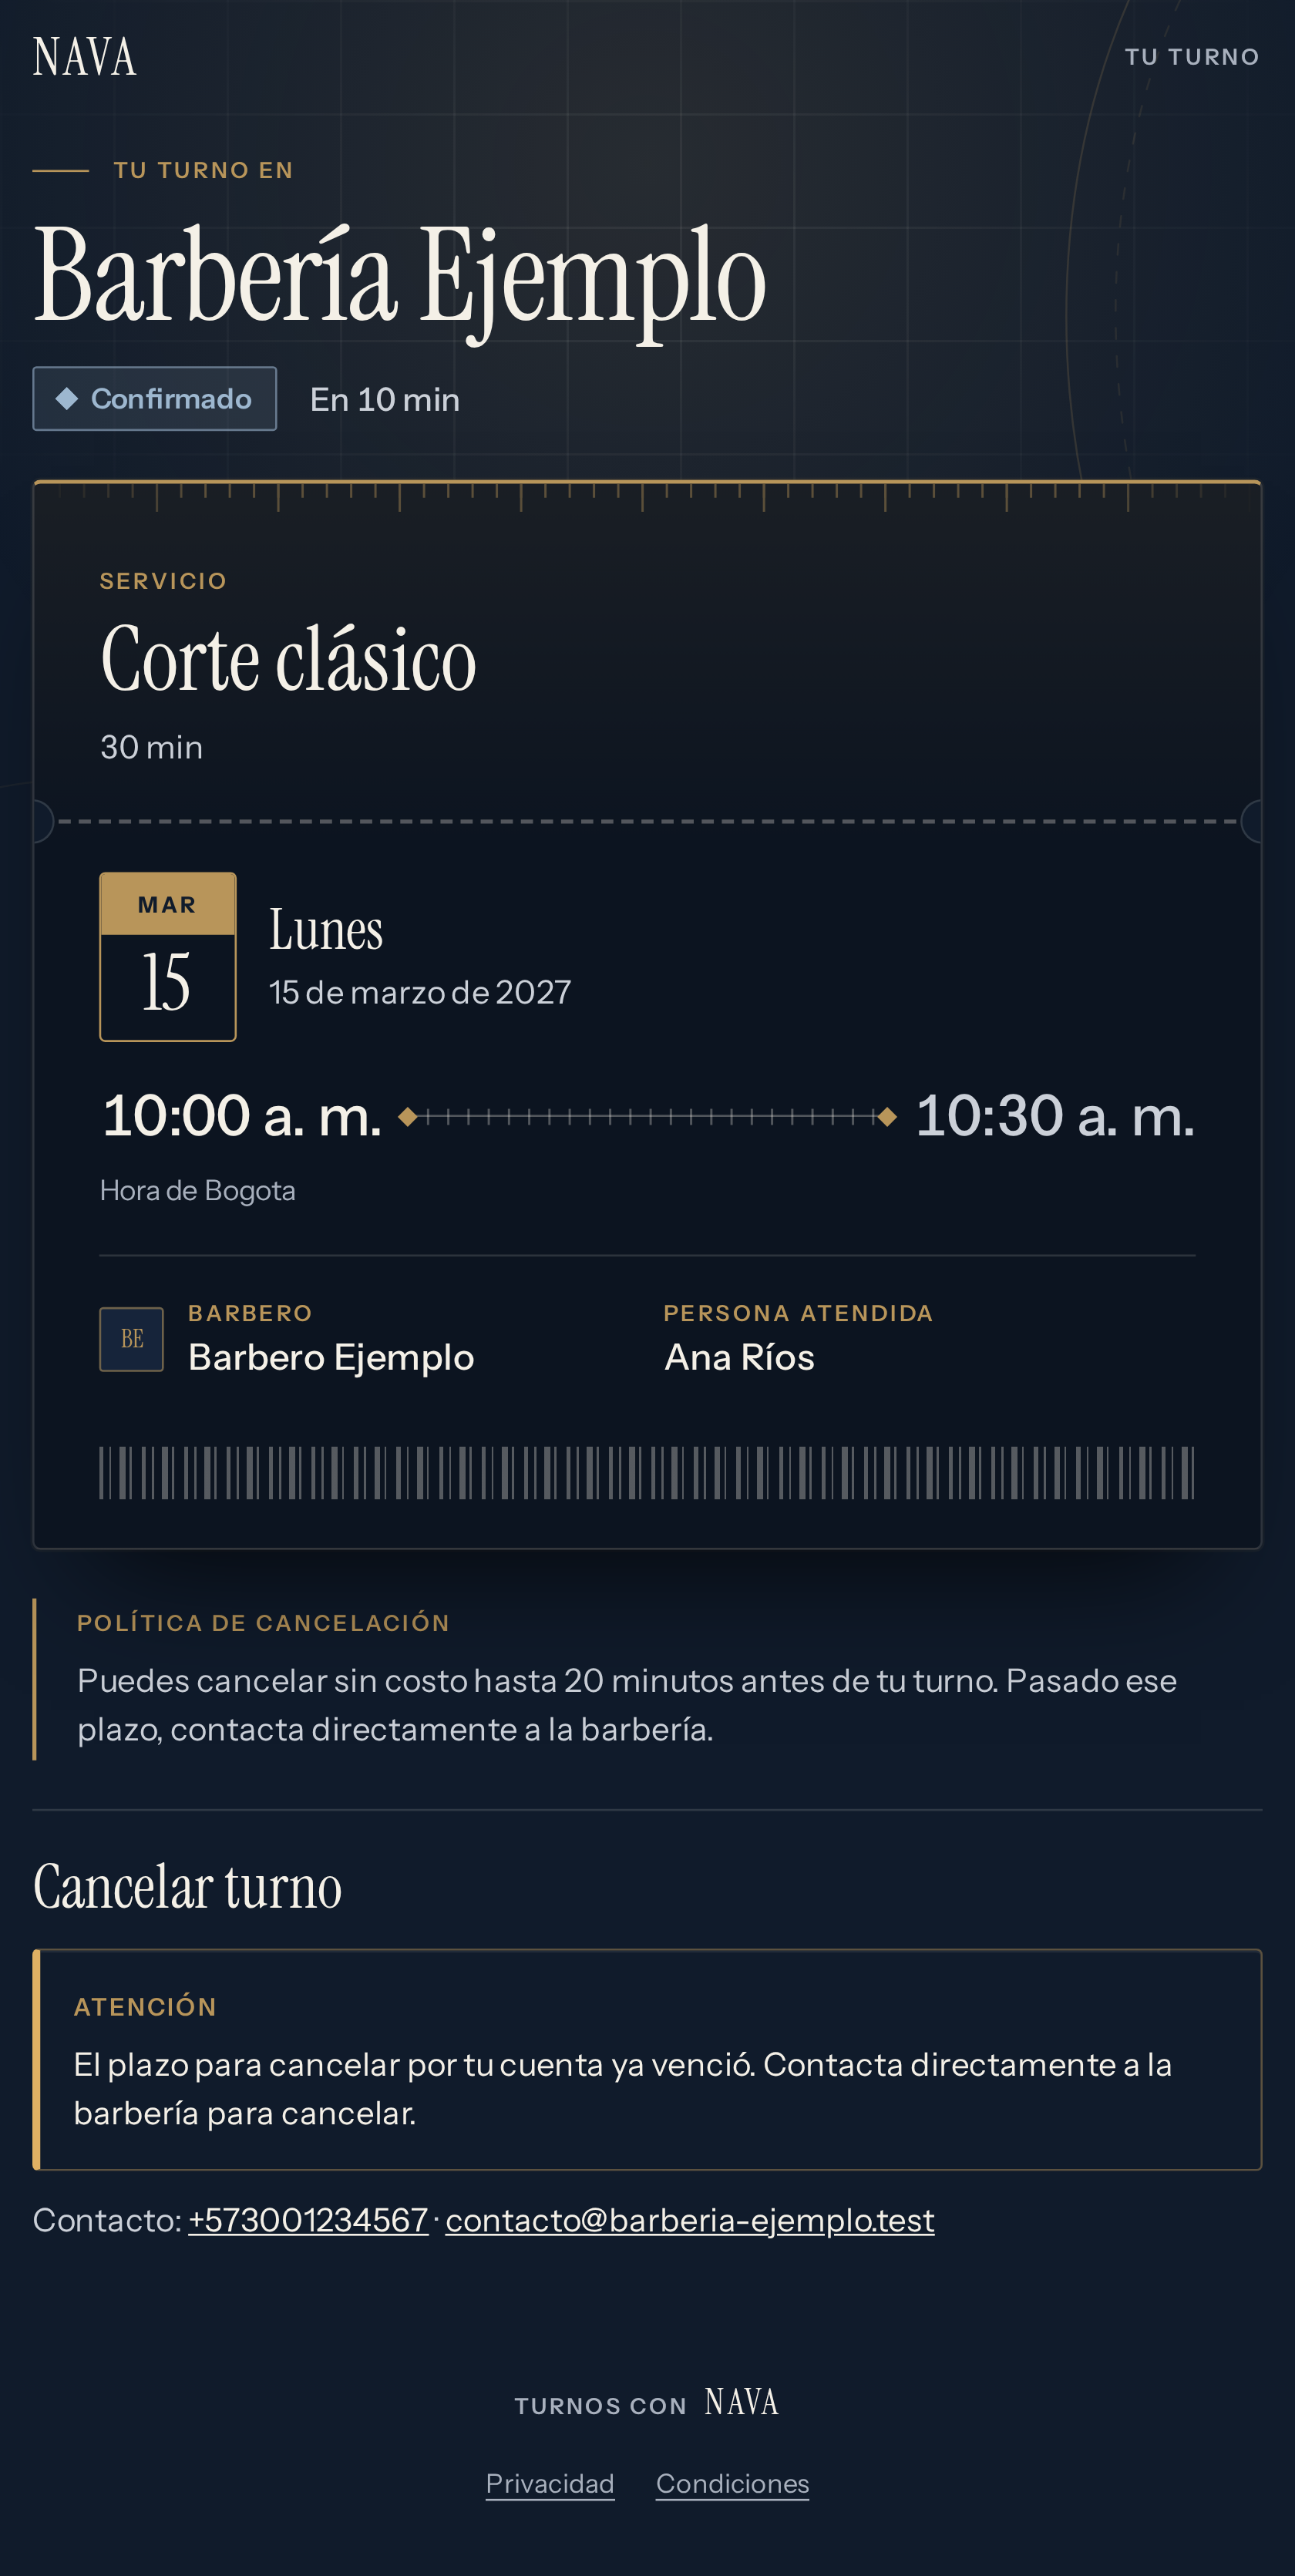 NAVA
TU TURNO
TU TURNO EN
Barbería Ejemplo
Confirmado
En 10 min
SERVICIO
Corte clásico
30 min
MAR
15
Lunes
15 de marzo de 2027
10:00 a. m.
10:30 a. m.
Hora de Bogota
BE
BARBERO
Barbero Ejemplo
PERSONA ATENDIDA
Ana Ríos
POLÍTICA DE CANCELACIÓN
Puedes cancelar sin costo hasta 20 minutos antes de tu turno. Pasado ese
plazo, contacta directamente a la barbería.
Cancelar turno
ATENCIÓN
El plazo para cancelar por tu cuenta ya venció. Contacta directamente a la
barbería para cancelar.
Contacto: +573001234567 · contacto@barberia-ejemplo.test
TURNOS CON NAVA
Privacidad Condiciones